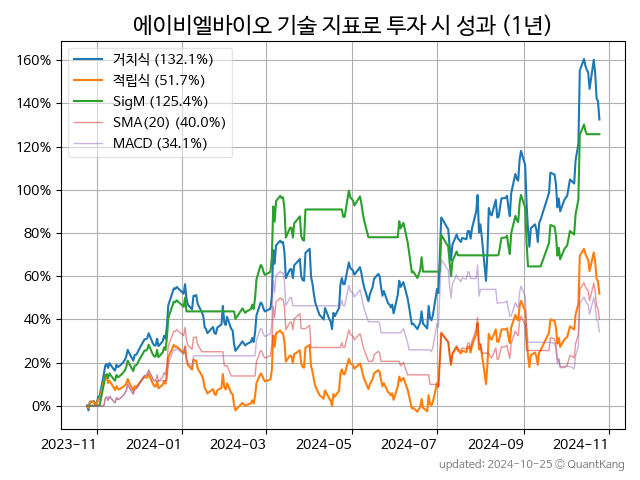 에이비엘바이오 기술 지표로 투자 시 성과 (1년)
거치식 (132.1%)
적립식 (51.7%)
SigM (125.4%)
SMA(20) (40.0%)
MACD (34.1%)
160%
140%
120%
100%
80%
60%
40%
20%
0%
2023-11 2024-01 2024-03 2024-05 2024-07 2024-09 2024-11
updated: 2024-10-25 © QuantKang